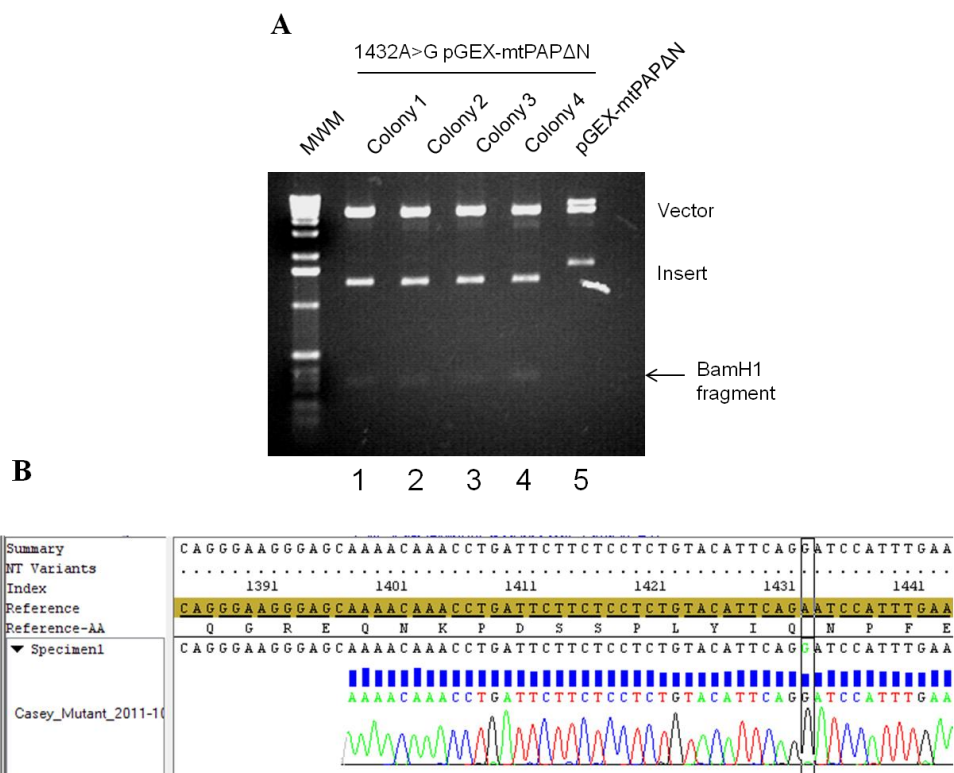 A
1432A>G pGEX-mtPAPΔN
MWM
Colony 1
Colony 2
Colony 3
Colony 4
pGEX-mtPAPΔN
Vector
Insert
BamH1
fragment
1 2 3 4 5
B
Summary CAGGGAAGGGAGCAAAACAAACCTGATTCTTCTCCTCTGTACATTCAGGATCCATTTGAA
NT Variants
Index 1391 1401 1411 1421 1431 1441
Reference CAGGGAAGGGAGCAAAACAAACCTGATTCTTCTCCTCTGTACATTCAGAATCCATTTGAA
Reference-AA Q G R E Q N K P D S S P L Y I Q N P F E
Specimen1 CAGGGAAGGGAGCAAAACAAACCTGATTCTTCTCCTCTGTACATTCAGGATCCATTTGAA
AAAACAAACCTGATTCTTCTCCTCTGTACATTCAGGATCCATTTGAA
Casey_Mutant_2011-10